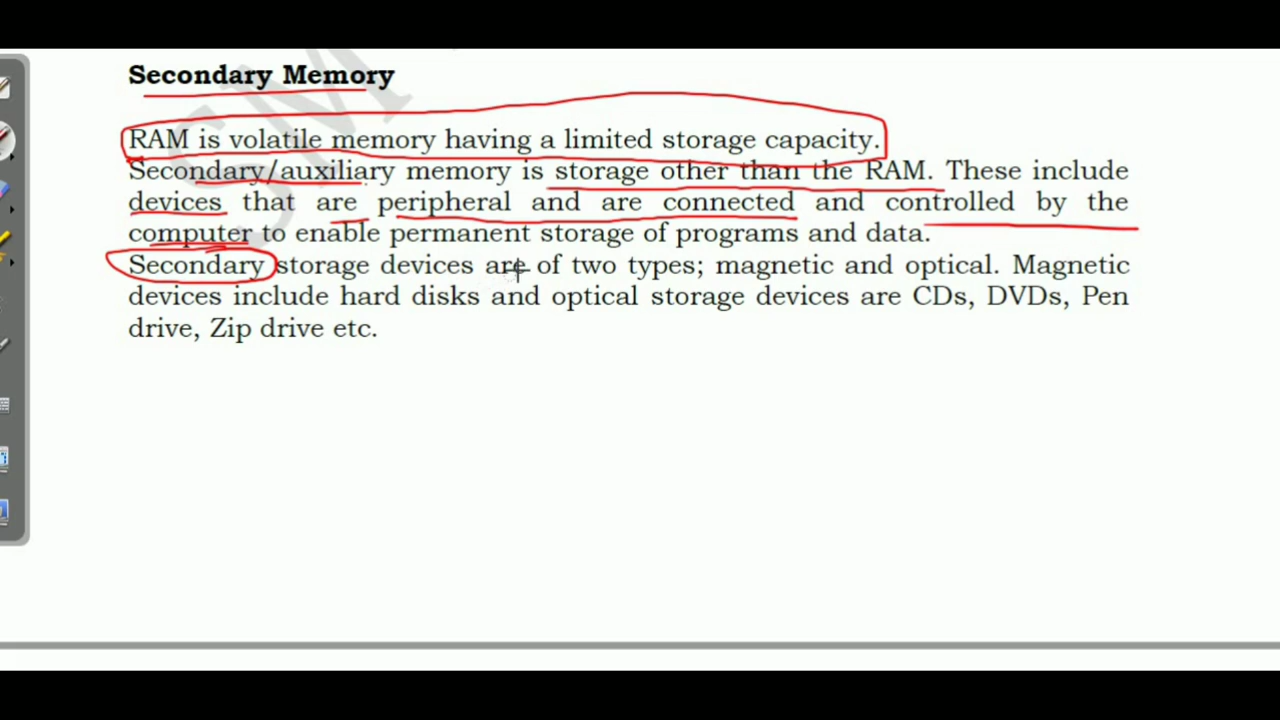 Secondary Memory
RAM is volatile memory having a limited storage capacity.
Secondary/auxiliary memory is storage other than the RAM. These include
devices that are peripheral and are connected and controlled by the
computer to enable permanent storage of programs and data.
Secondary storage devices are of two types; magnetic and optical. Magnetic
devices include hard disks and optical storage devices are CDs, DVDs, Pen
drive, Zip drive etc.
SM